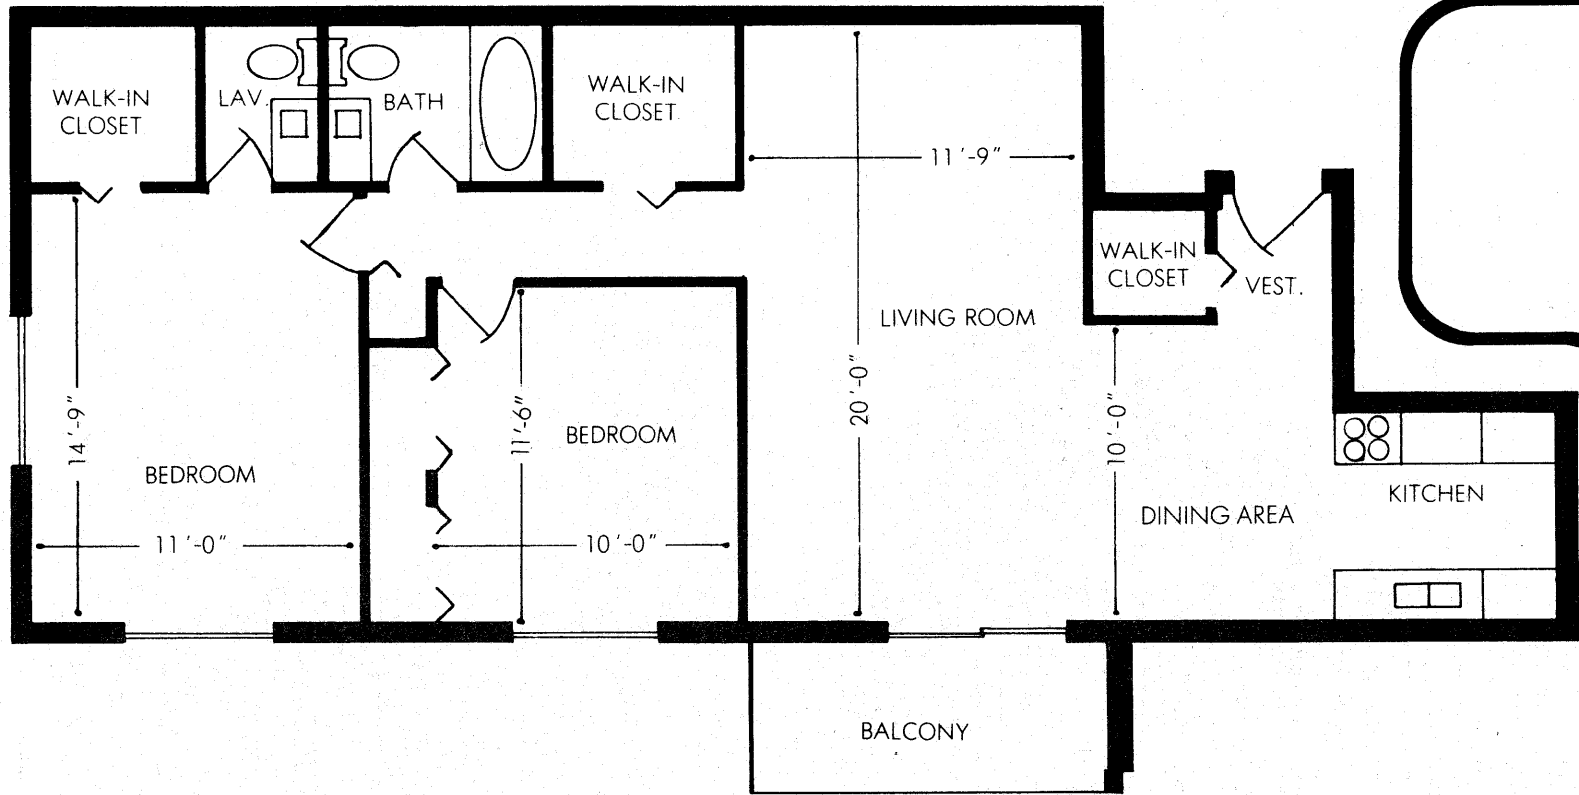 WALK-IN
CLOSET
LAV.
BATH
WALK-IN
CLOSET
11'-9"
WALK-IN
CLOSET
VEST.
LIVING ROOM
14'-9"
11'-6"
20'-0"
10'-0"
BEDROOM
BEDROOM
KITCHEN
DINING AREA
11'-0"
10'-0"
BALCONY